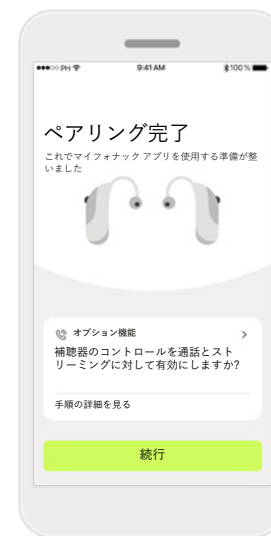 ●●●○○ PH 9:41 AM 100 %
ペアリング完了
これでマイフォナック アプリを使用する準備が整
いました
オプション機能
補聴器のコントロールを通話とスト
リーミングに対して有効にしますか?
手順の詳細を見る
続行